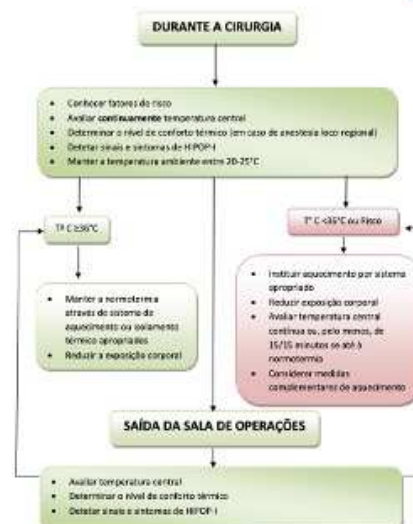 DURANTE A CIRURGIA
• Conhecer fatores de risco
• Avaliar continuamente temperatura central
• Determinar o nível de conforto térmico (em caso de anestesia loco regional)
• Detetar sinais e sintomas de HIPOP-I
• Manter a temperatura ambiente entre 20-25°C
Tª C ≥36°C
T° C <36°C ou Risco
• Manter a normotermia
através de sistema de
aquecimento ou isolamento
térmico apropriados
• Reduzir a exposição corporal
• Instituir aquecimento por sistema
apropriado
• Reduzir exposição corporal
• Avaliar temperatura central
contínua ou, pelo menos, de
15/15 minutos se até à
normotermia
• Considerar medidas
complementares de aquecimento
SAÍDA DA SALA DE OPERAÇÕES
• Avaliar temperatura central
• Determinar o nível de conforto térmico
• Detetar sinais e sintomas de HIPOP-I